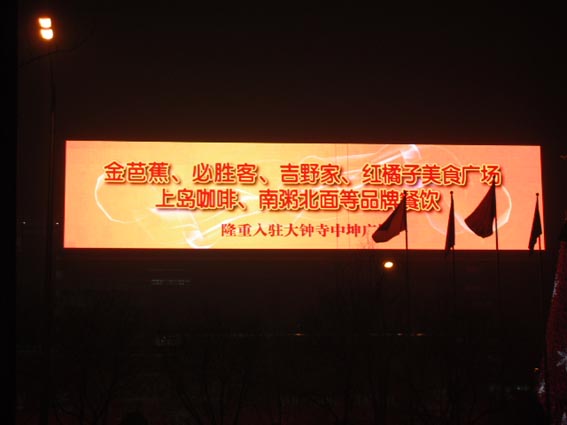 金芭蕉、必胜客、吉野家、红橘子美食广场
上岛咖啡、南粥北面等品牌餐饮
隆重入驻大钟寺中坤广